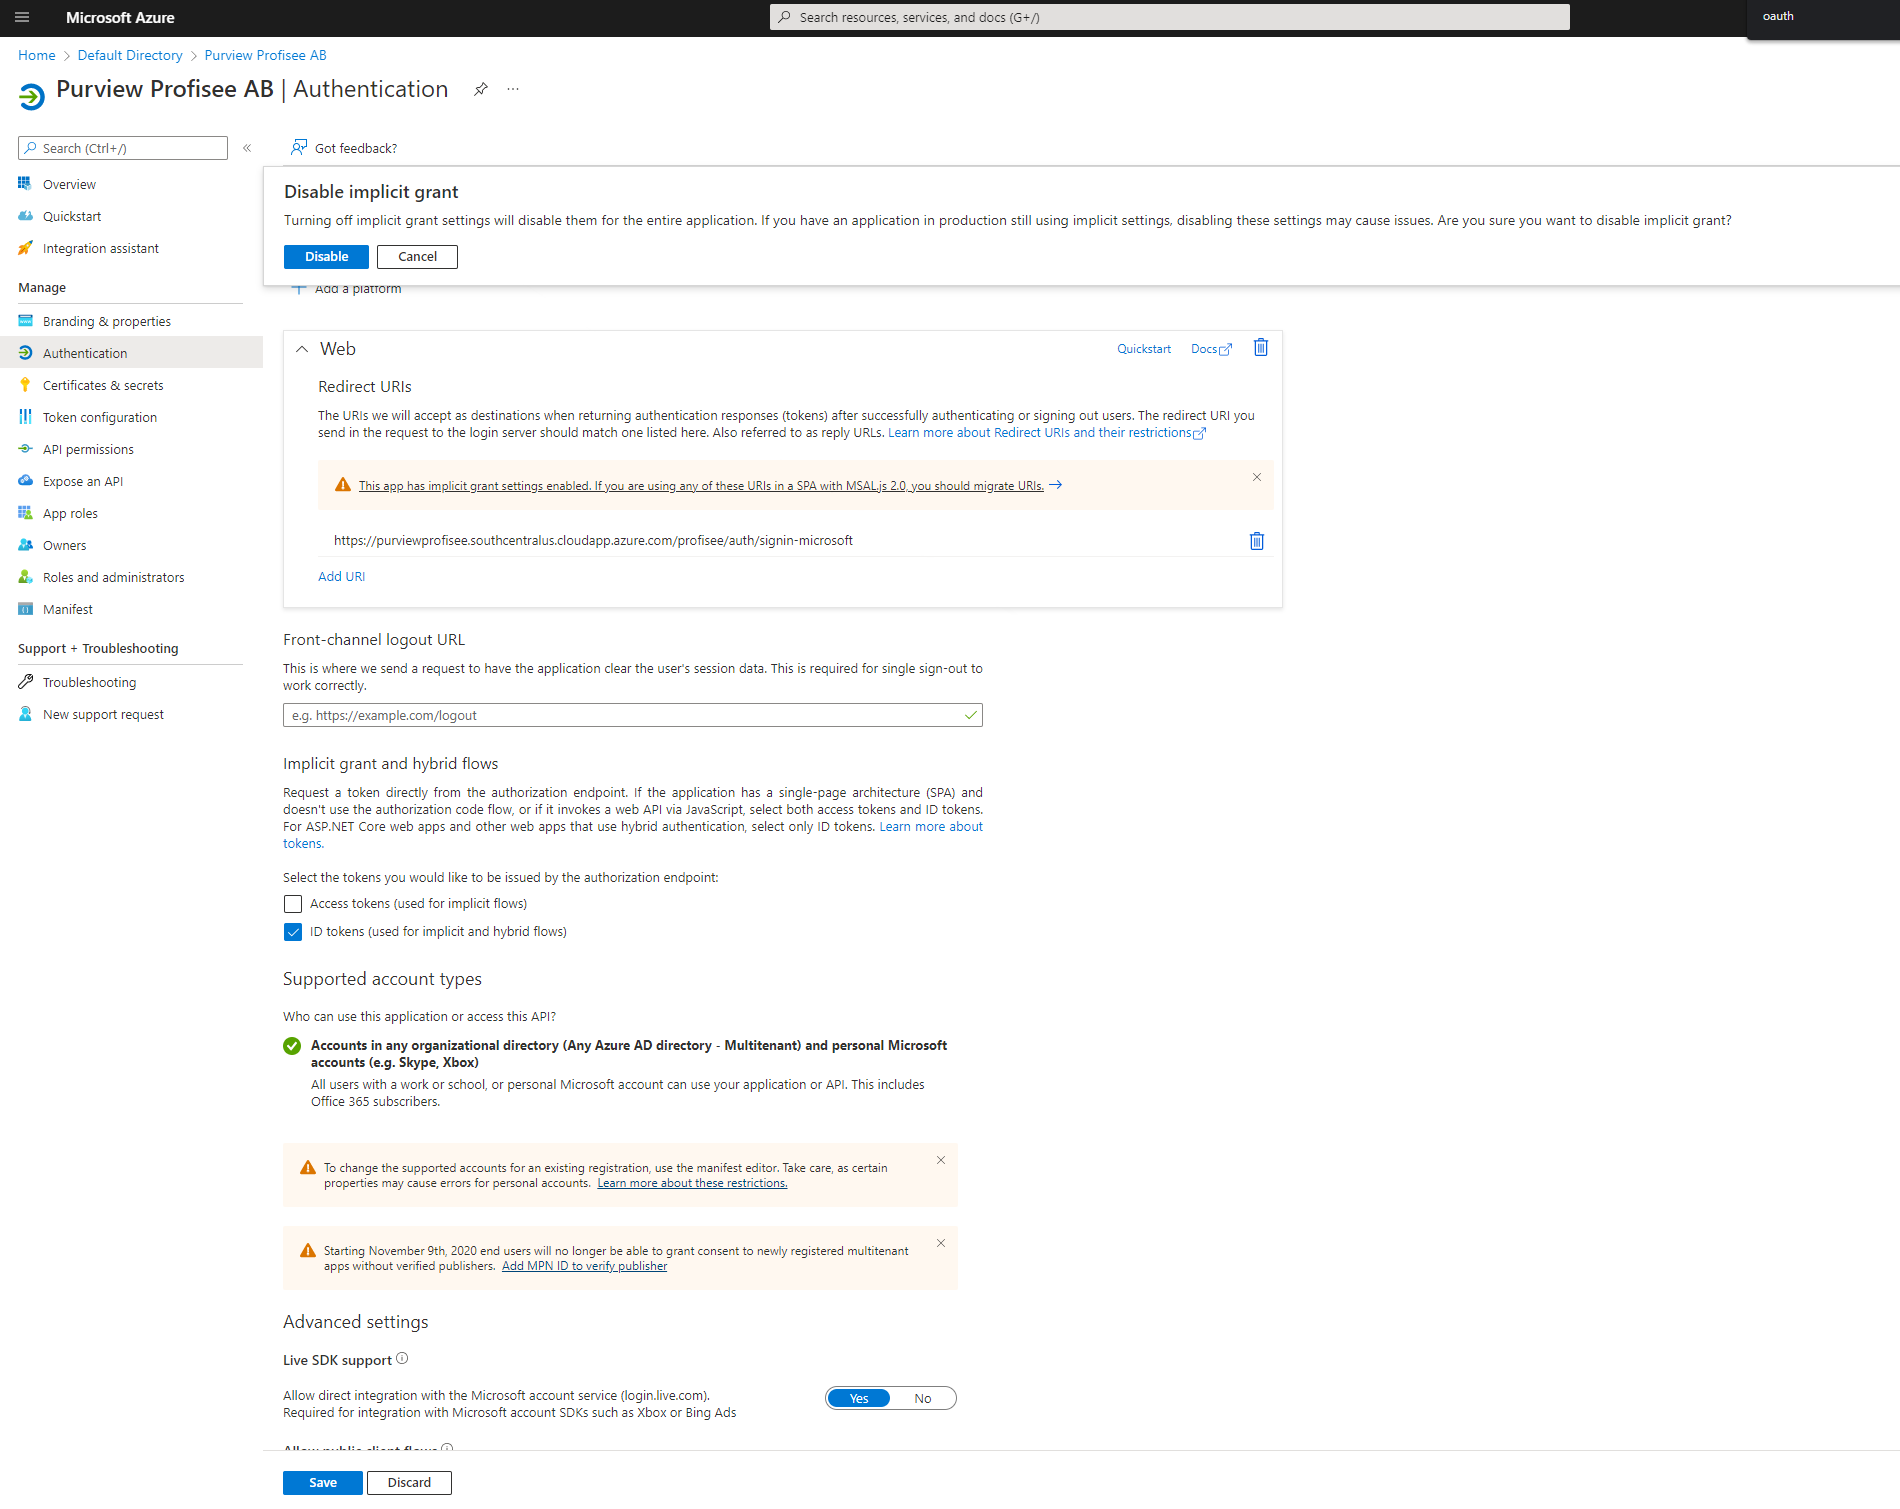 Microsoft Azure
Search resources, services, and docs (G+/)
oauth
Home > Default Directory > Purview Profisee AB
Purview Profisee AB | Authentication
Search (Ctrl+/)
Overview
Quickstart
Integration assistant
Manage
Branding & properties
Authentication
Certificates & secrets
Token configuration
API permissions
Expose an API
App roles
Owners
Roles and administrators
Manifest
Support + Troubleshooting
Troubleshooting
New support request
Got feedback?
Disable implicit grant
Turning off implicit grant settings will disable them for the entire application. If you have an application in production still using implicit settings, disabling these settings may cause issues. Are you sure you want to disable implicit grant?
Disable Cancel
Add a platform
Web Quickstart Docs
Redirect URIs
The URIs we will accept as destinations when returning authentication responses (tokens) after successfully authenticating or signing out users. The redirect URI you
send in the request to the login server should match one listed here. Also referred to as reply URLs. Learn more about Redirect URIs and their restrictions
This app has implicit grant settings enabled. If you are using any of these URIs in a SPA with MSAL.js 2.0, you should migrate URIs.
https://purviewprofisee.southcentralus.cloudapp.azure.com/profisee/auth/signin-microsoft
Add URI
Front-channel logout URL
This is where we send a request to have the application clear the user's session data. This is required for single sign-out to
work correctly.
e.g. https://example.com/logout
Implicit grant and hybrid flows
Request a token directly from the authorization endpoint. If the application has a single-page architecture (SPA) and
doesn't use the authorization code flow, or if it invokes a web API via JavaScript, select both access tokens and ID tokens.
For ASP.NET Core web apps and other web apps that use hybrid authentication, select only ID tokens. Learn more about
tokens.
Select the tokens you would like to be issued by the authorization endpoint:
Access tokens (used for implicit flows)
ID tokens (used for implicit and hybrid flows)
Supported account types
Who can use this application or access this API?
Accounts in any organizational directory (Any Azure AD directory - Multitenant) and personal Microsoft
accounts (e.g. Skype, Xbox)
All users with a work or school, or personal Microsoft account can use your application or API. This includes
Office 365 subscribers.
To change the supported accounts for an existing registration, use the manifest editor. Take care, as certain
properties may cause errors for personal accounts. Learn more about these restrictions.
Starting November 9th, 2020 end users will no longer be able to grant consent to newly registered multitenant
apps without verified publishers. Add MPN ID to verify publisher
Advanced settings
Live SDK support
Allow direct integration with the Microsoft account service (login.live.com).
Required for integration with Microsoft account SDKs such as Xbox or Bing Ads
Yes No
Allow public client flows
Save Discard